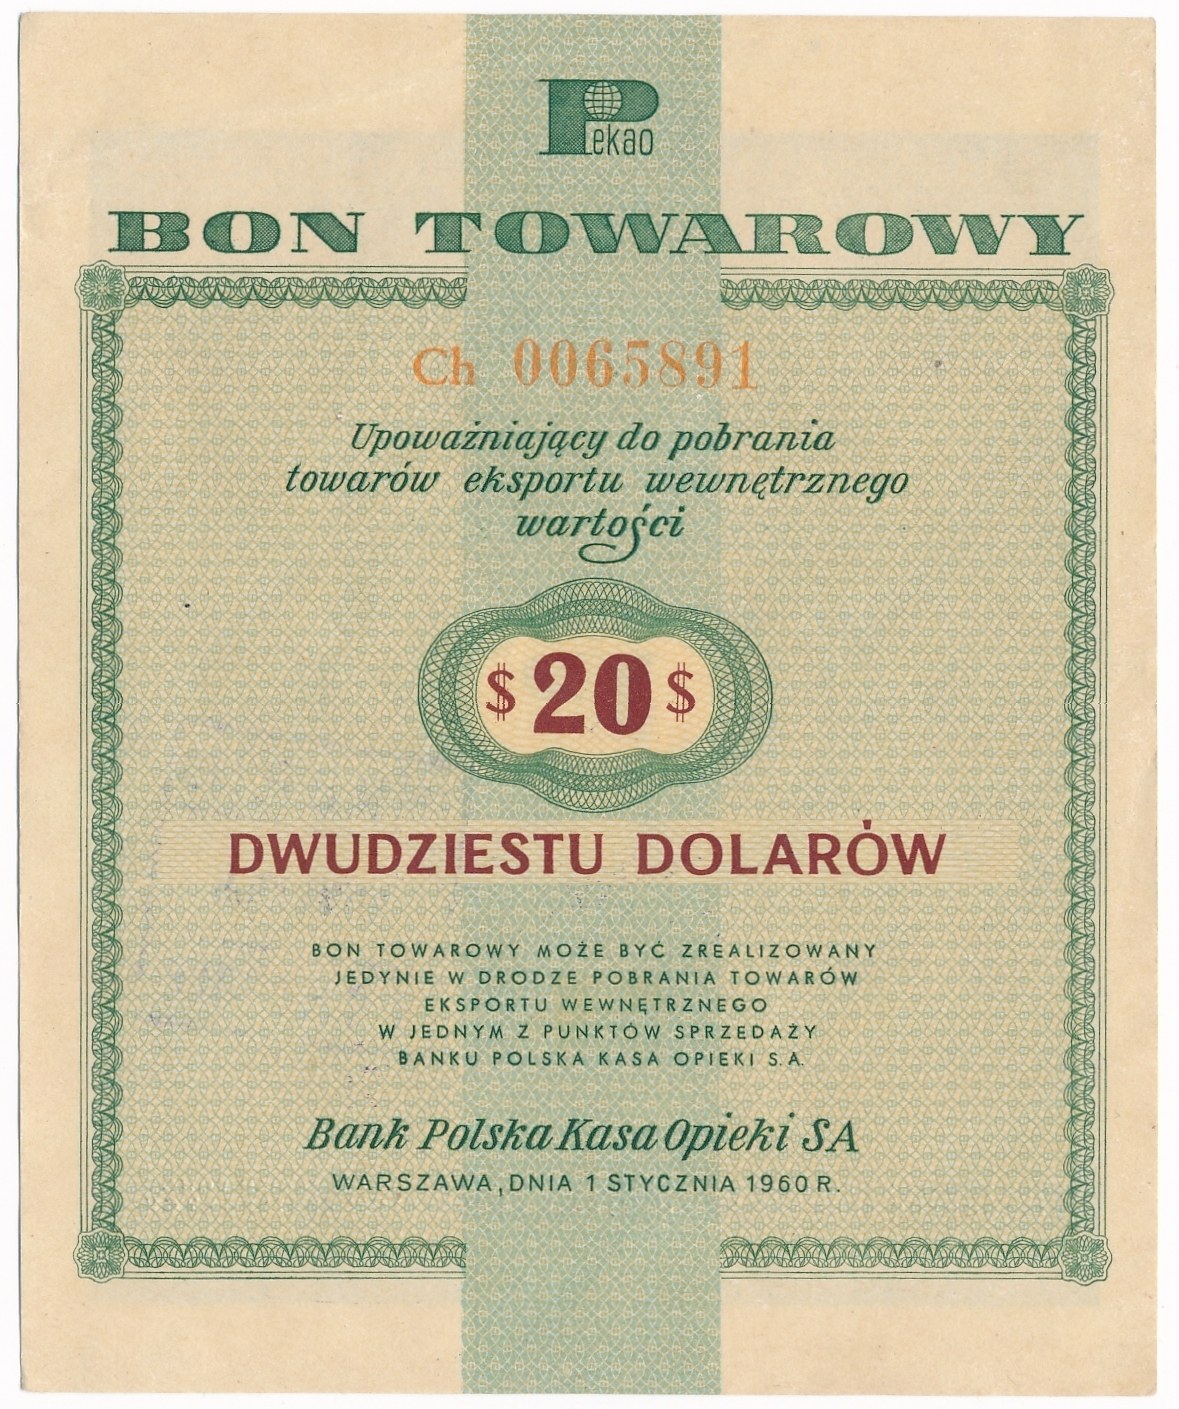 Pekao
BON TOWAROWY
Ch 0065891
Upoważniający do pobrania
towarów eksportu wewnętrznego
wartości
$ 20 $
DWUDZIESTU DOLARÓW
BON TOWAROWY MOŻE BYĆ ZREALIZOWANY
JEDYNIE W DRODZE POBRANIA TOWARÓW
EKSPORTU WEWNĘTRZNEGO
W JEDNYM Z PUNKTÓW SPRZEDAŻY
BANKU POLSKA KASA OPIEKI S.A.
Bank Polska Kasa Opieki SA
WARSZAWA, DNIA 1 STYCZNIA 1960 R.